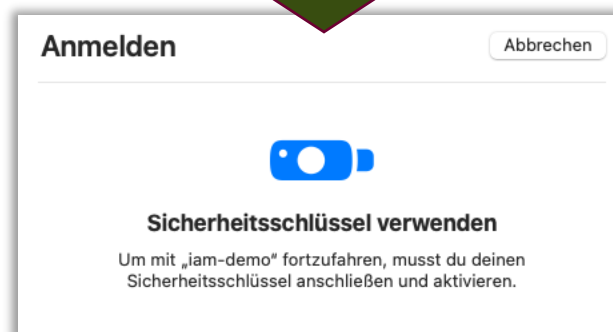 Anmelden
Abbrechen
Sicherheitsschlüssel verwenden
Um mit „iam-demo“ fortzufahren, musst du deinen
Sicherheitsschlüssel anschließen und aktivieren.